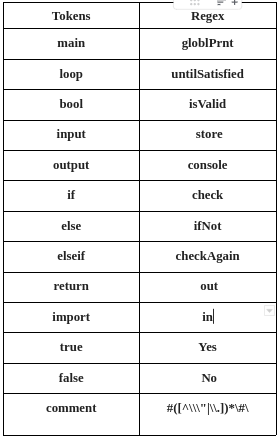 Tokens Regex
main globlPrnt
loop untilSatisfied
bool isValid
input store
output console
if check
else ifNot
elseif checkAgain
return out
import in
true Yes
false No
comment #([^\\\"|\\.])*\#\